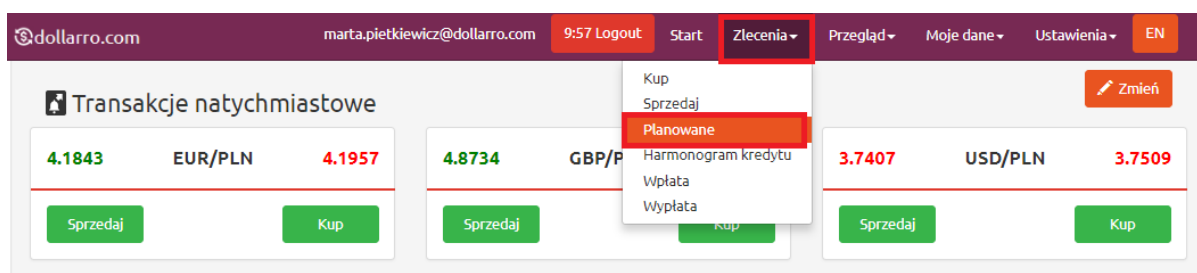 dollarro.com marta.pietkiewicz@dollarro.com 9:57 Logout Start Zlecenia Przegląd Moje dane Ustawienia EN
Transakcje natychmiastowe
Zmień
Kup
Sprzedaj
Planowane
Harmonogram kredytu
Wpłata
Wypłata
4.1843 EUR/PLN 4.1957
Sprzedaj Kup
4.8734 GBP/P
Sprzedaj Kup
3.7407 USD/PLN 3.7509
Sprzedaj Kup